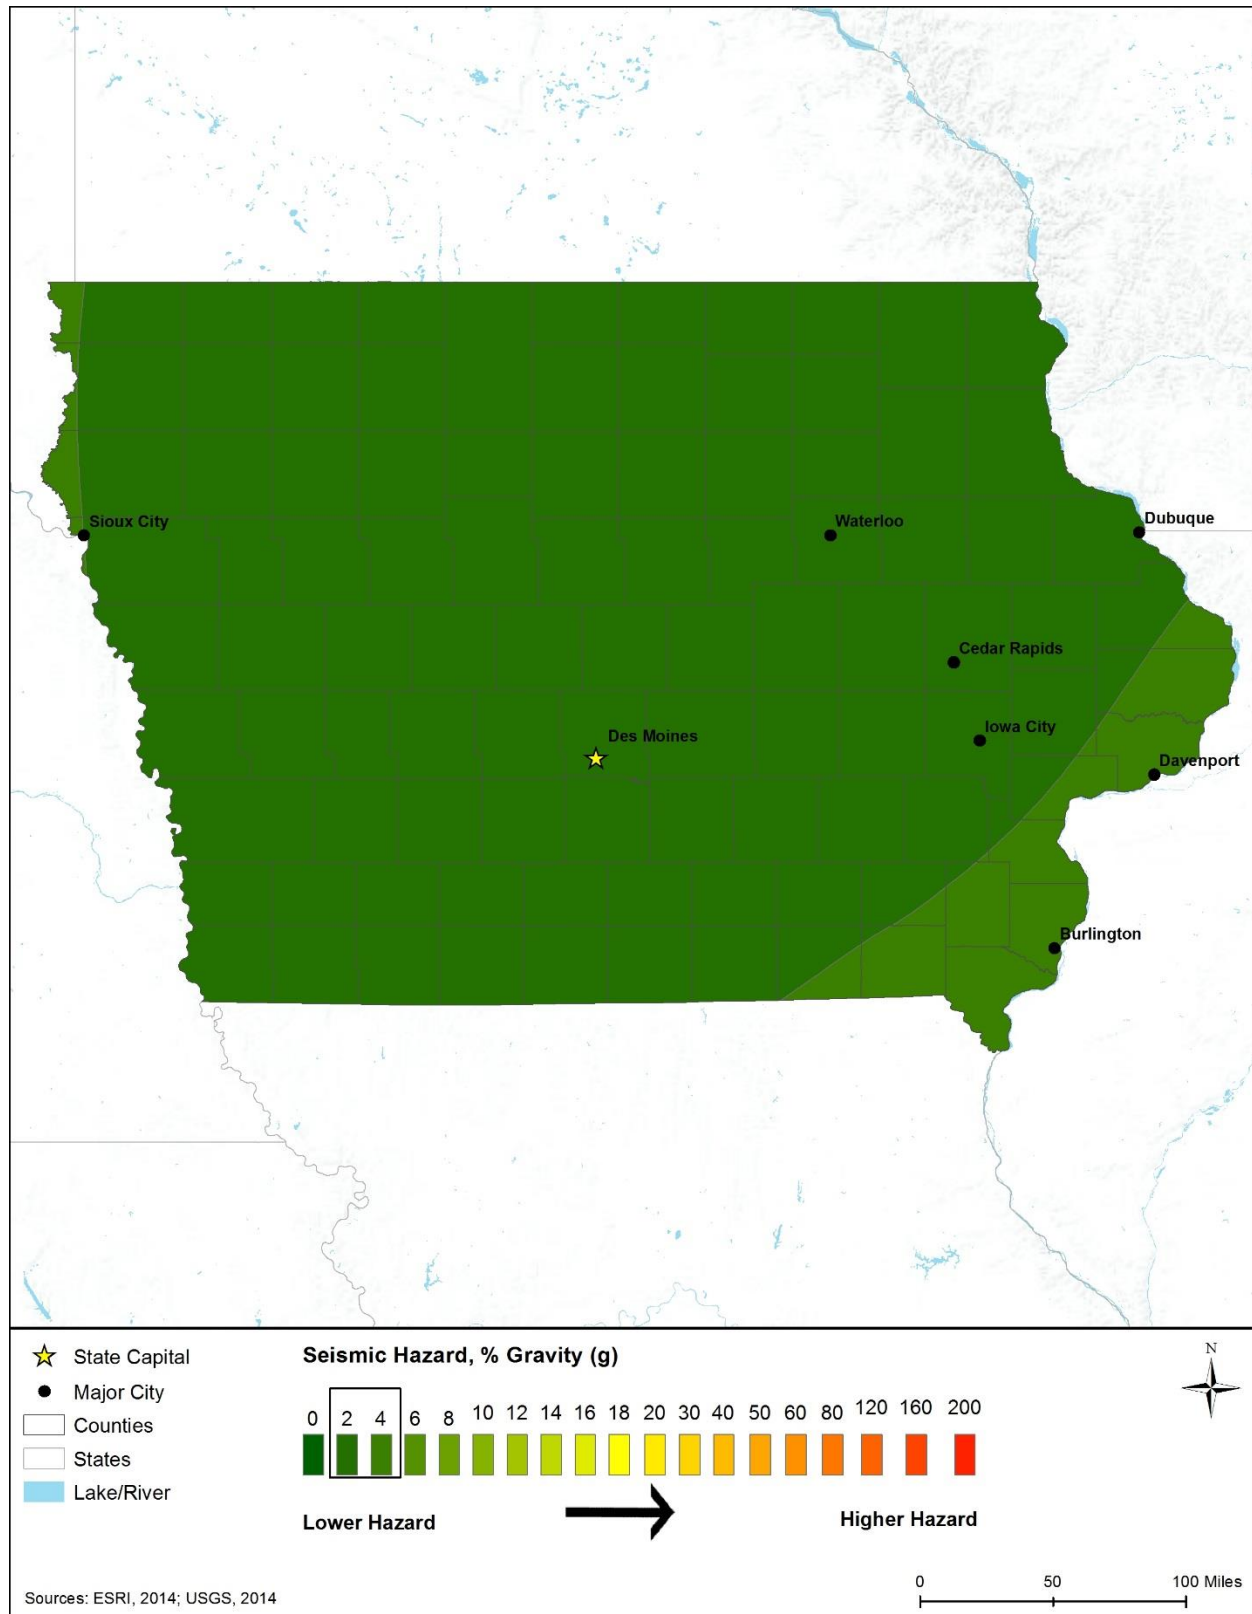 Sioux City
Waterloo
Dubuque
Cedar Rapids
Iowa City
Des Moines
Davenport
Burlington
State Capital
Major City
Counties
States
Lake/River
Seismic Hazard, % Gravity (g)
0 2 4 6 8 10 12 14 16 18 20 30 40 50 60 80 120 160 200
Lower Hazard Higher Hazard
N
Sources: ESRI, 2014; USGS, 2014
0 50 100 Miles